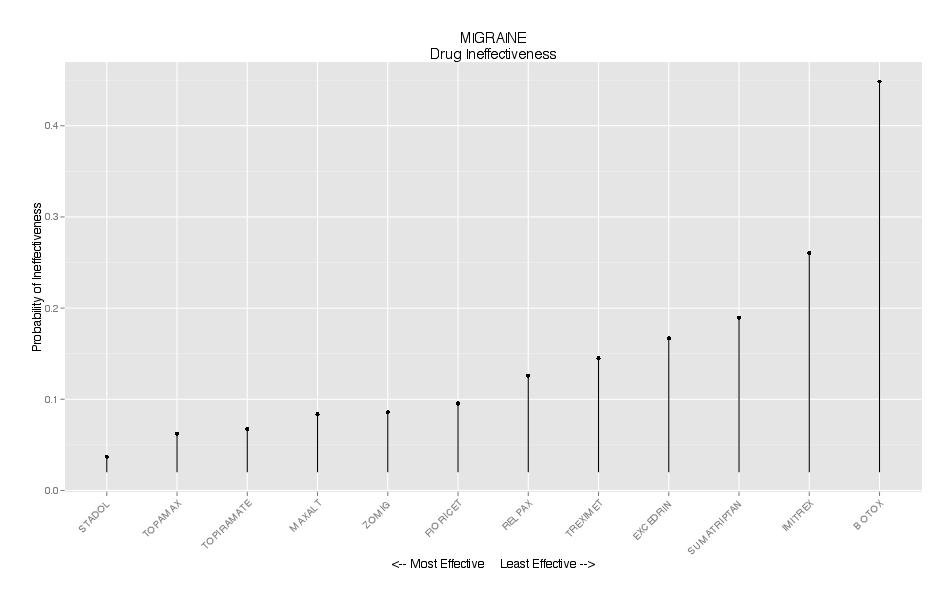 MIGRAINE
Drug Ineffectiveness
Probability of Ineffectiveness
0.4
0.3
0.2
0.1
0.0
STADOL
TOPAMAX
TOPIRAMATE
MAXALT
ZOMIG
FIORICET
RELPAX
TREXIMET
EXCEDRIN
SUMATRIPTAN
IMITREX
BOTOX
<-- Most Effective    Least Effective -->